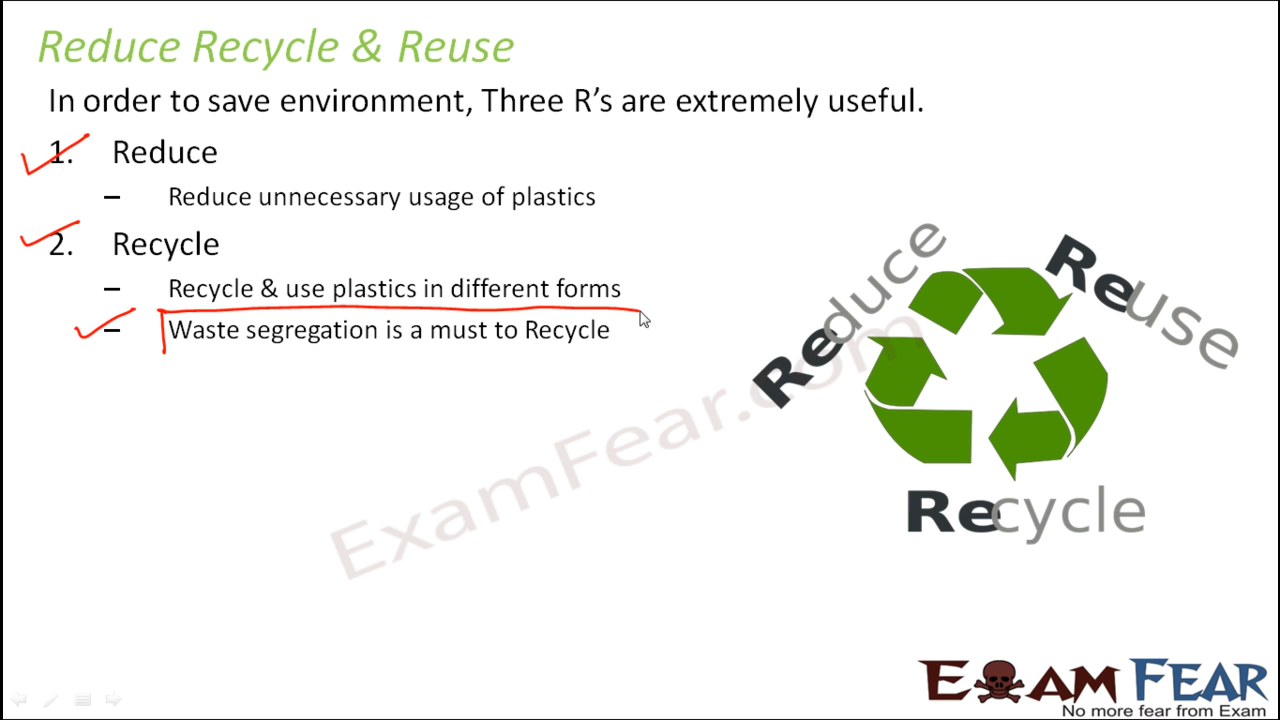 Reduce Recycle & Reuse
In order to save environment, Three R's are extremely useful.
1. Reduce
– Reduce unnecessary usage of plastics
2. Recycle
– Recycle & use plastics in different forms
– Waste segregation is a must to Recycle
Reduce
Reuse
Recycle
ExamFear.com
EXAM FEAR
No more fear from Exam